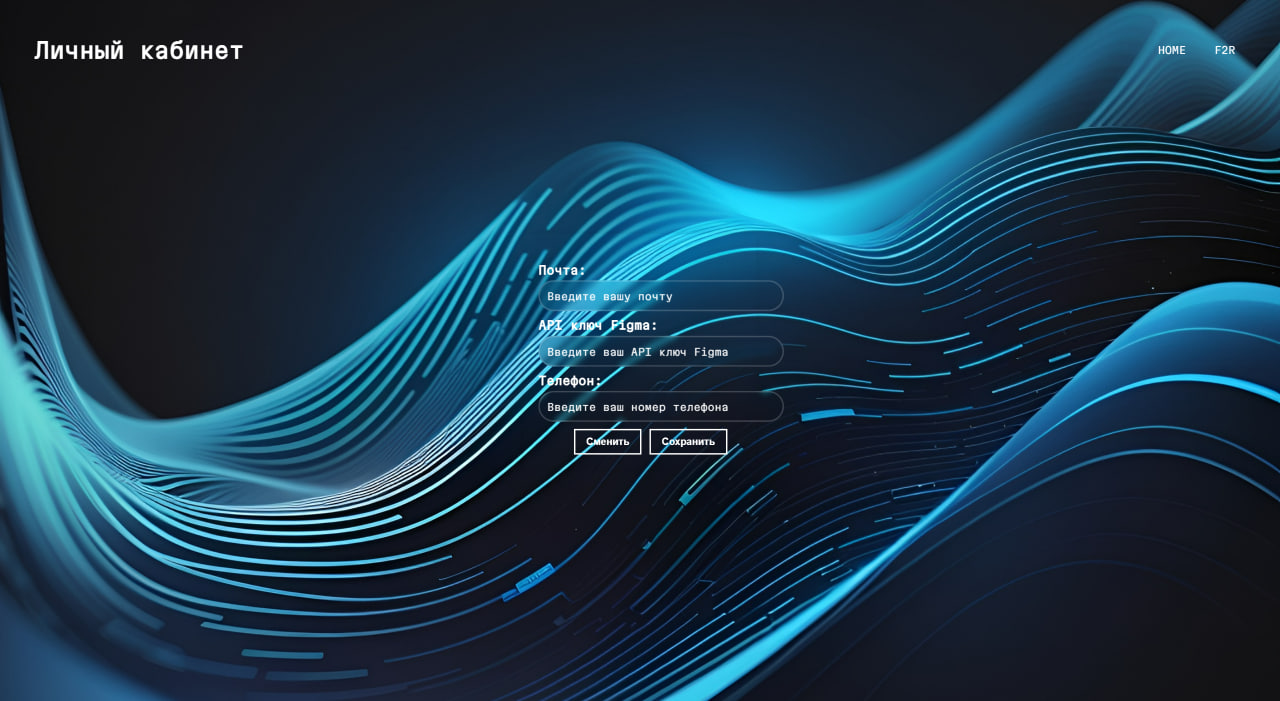 Личный кабинет
HOME F2R
Почта:
Введите вашу почту
API ключ Figma:
Введите ваш API ключ Figma
Телефон:
Введите ваш номер телефона
Сменить Сохранить